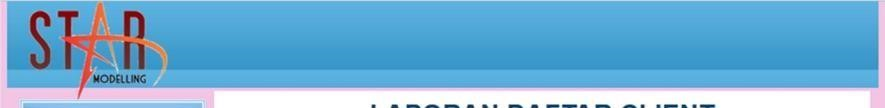 STAR
MODELLING
LAPORAN DAFTAR CLIENT